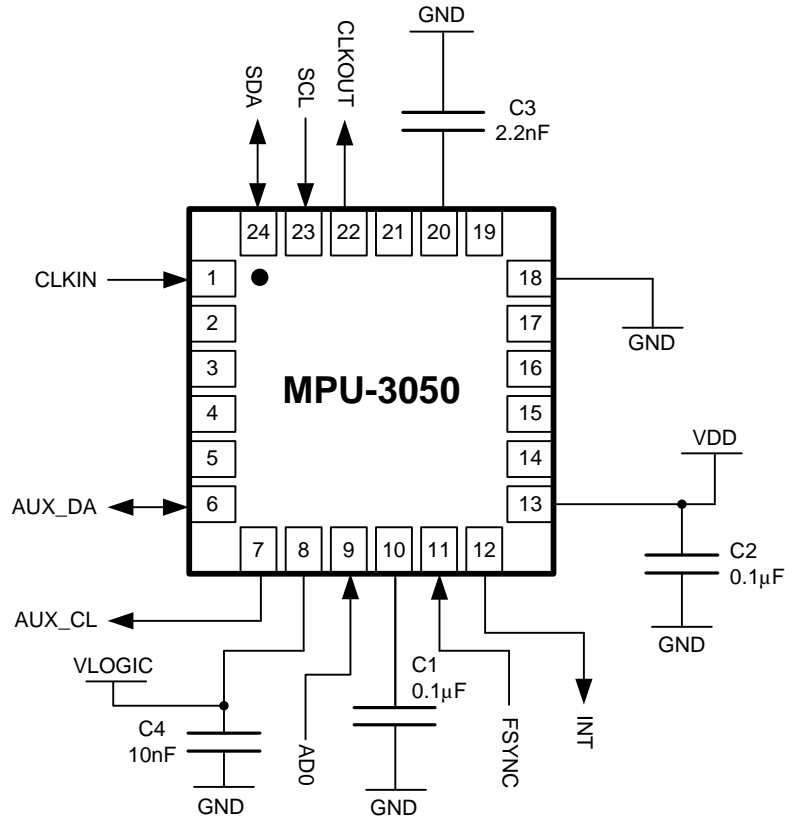 GND
SDA
SCL
CLKOUT
C3
2.2nF
24
23
22
21
20
19
CLKIN
1
2
3
4
5
6
18
17
16
15
14
13
GND
MPU-3050
VDD
AUX_DA
7
8
9
10
11
12
C2
0.1µF
GND
AUX_CL
VLOGIC
C4
10nF
GND
AD0
C1
0.1µF
GND
FSYNC
INT